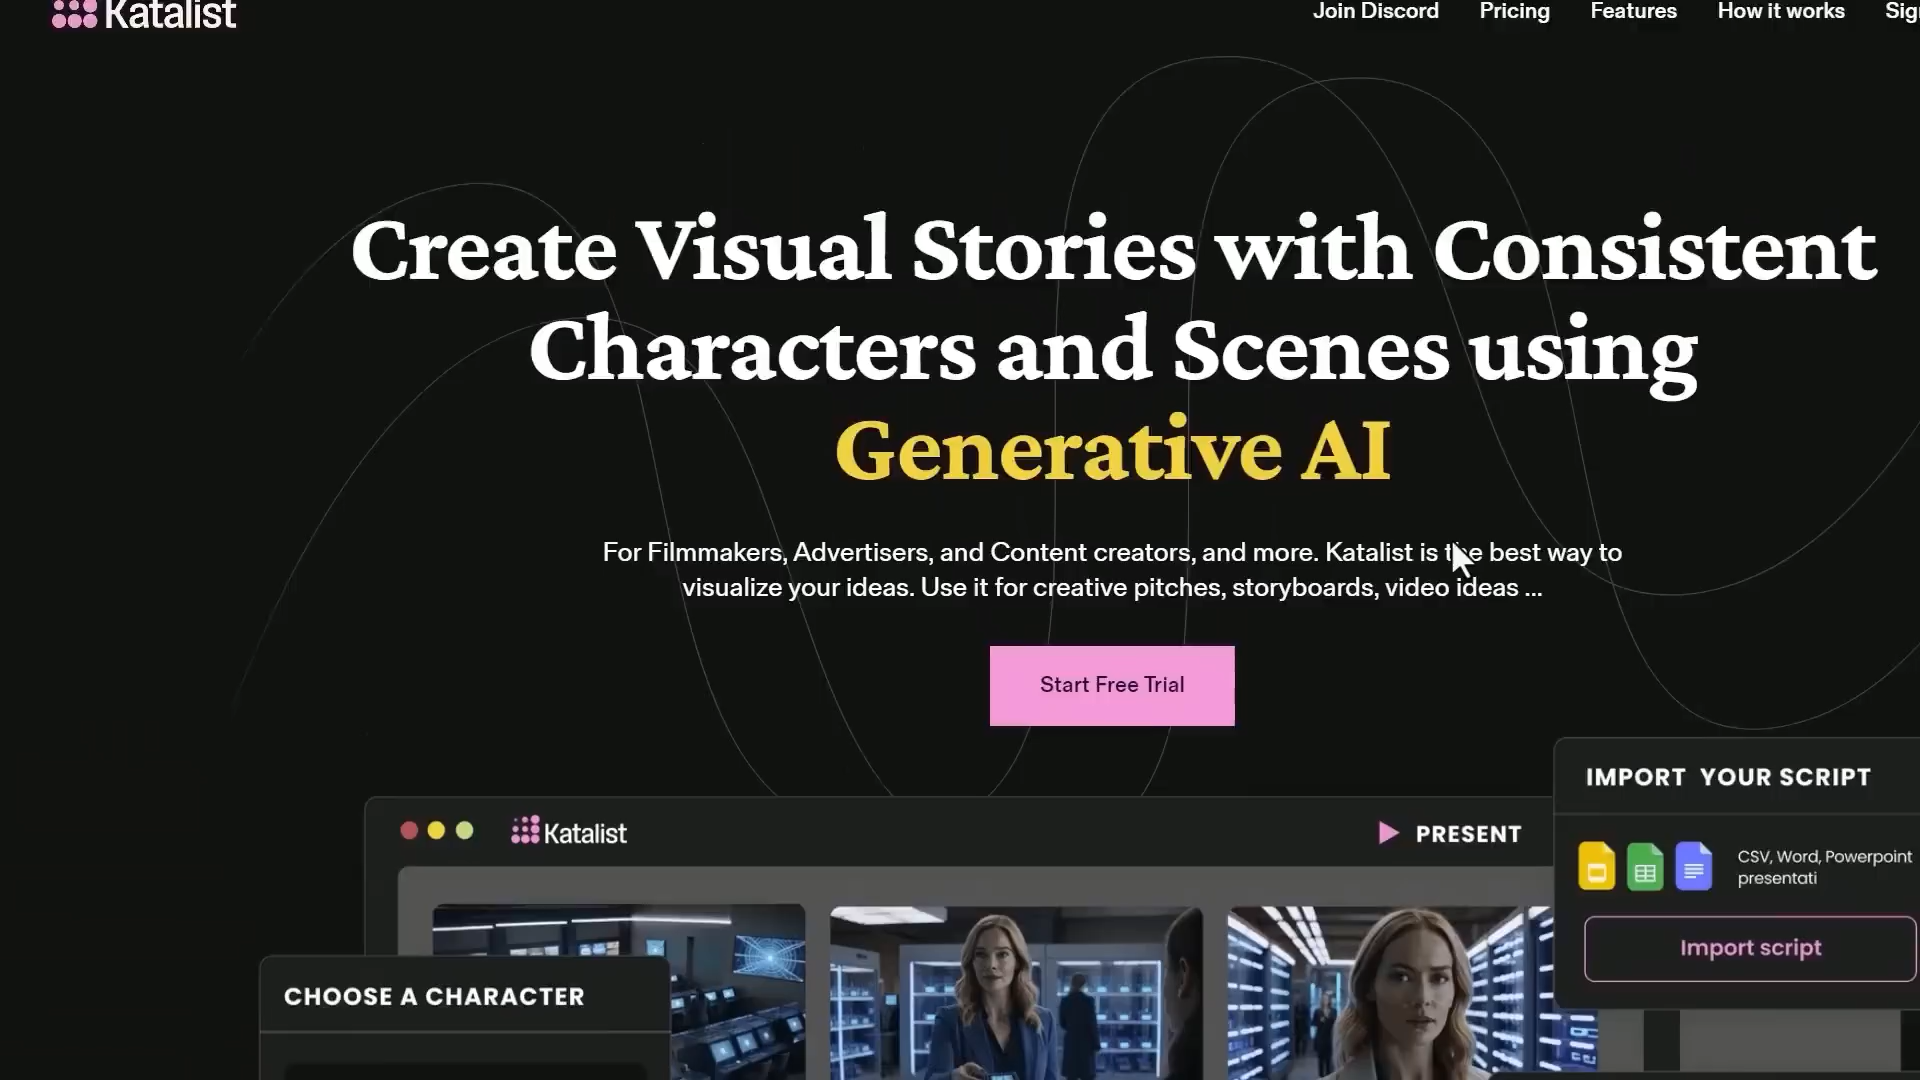 Katalist
Join Discord
Pricing
Features
How it works
Create Visual Stories with Consistent
Characters and Scenes using
Generative AI
For Filmmakers, Advertisers, and Content creators, and more. Katalist is the best way to
visualize your ideas. Use it for creative pitches, storyboards, video ideas ...
Start Free Trial
Katalist
PRESENT
IMPORT YOUR SCRIPT
CSV, Word, Powerpoint
presentati
Import script
CHOOSE A CHARACTER